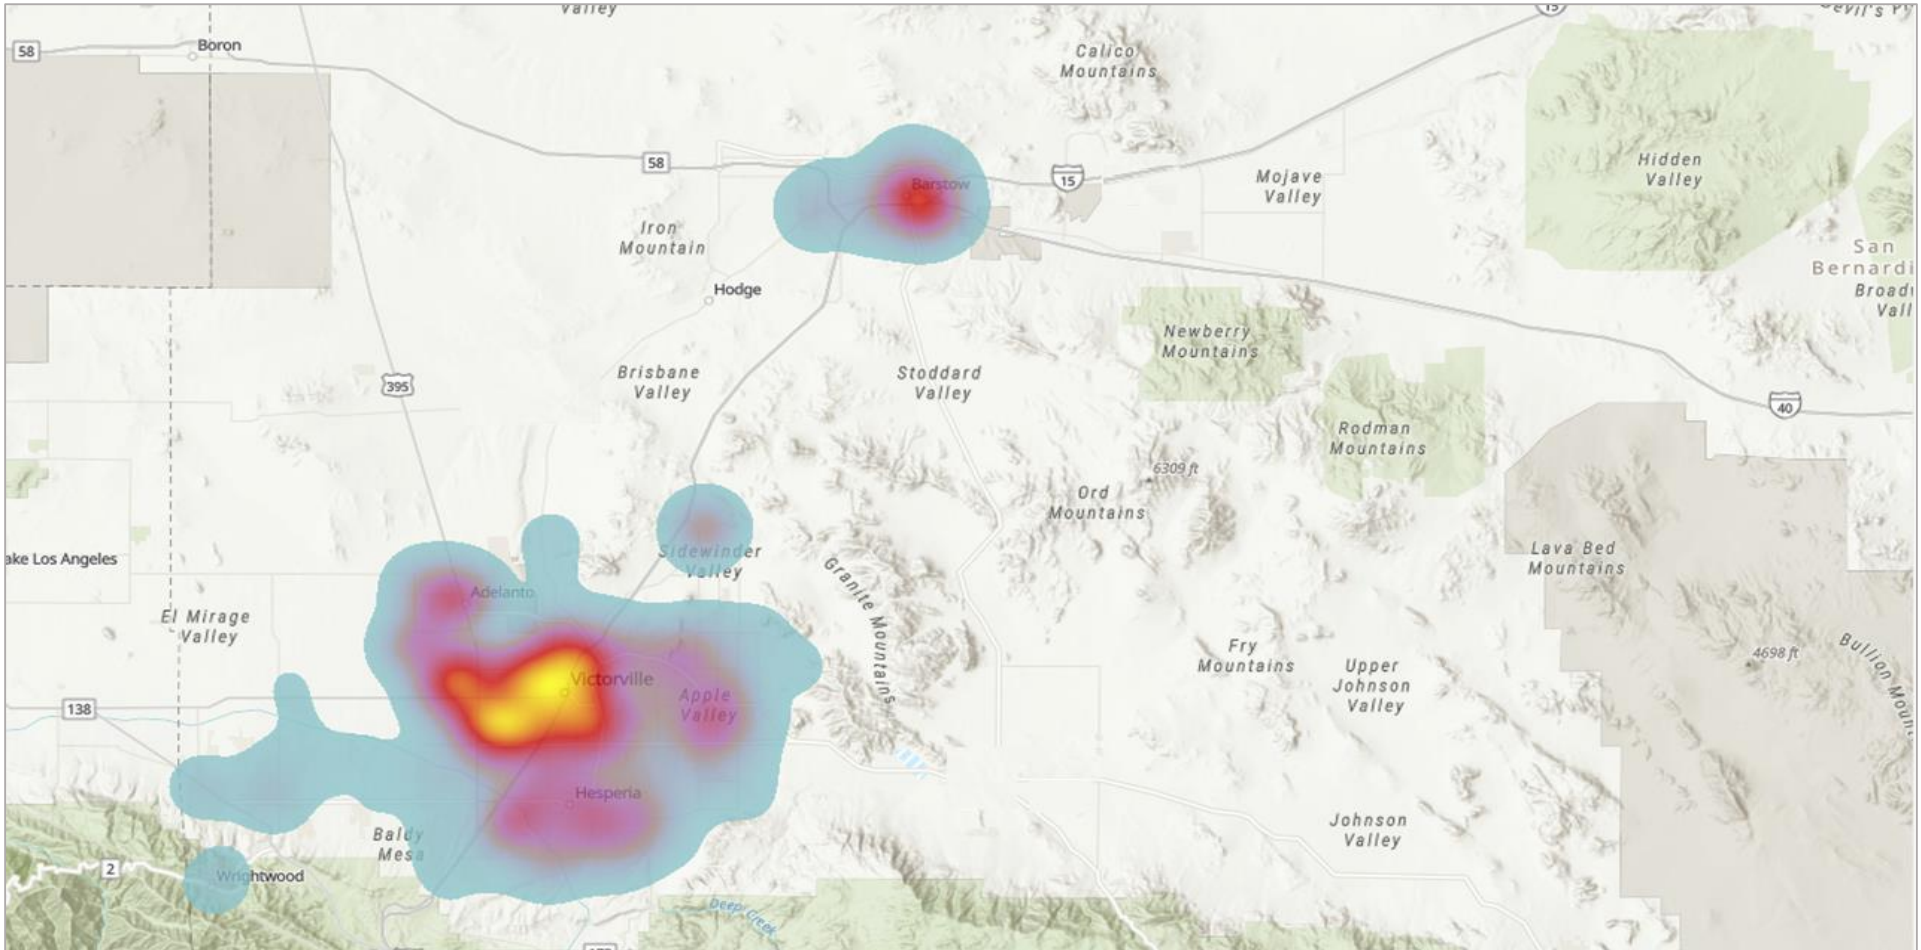 Valley
15
58
Boron
Calico
Mountains
Barstow
58
15
Mojave
Valley
Hidden
Valley
Iron
Mountain
San
Hodge
Newberry
Mountains
Brisbane
Valley
Stoddard
Valley
395
40
Rodman
Mountains
6309 ft
Ord
Mountains
Sidewinder
Valley
ake Los Angeles
Lava Bed
Mountains
Granite Mountains
Adelanto
El Mirage
Valley
Fry
Mountains
Upper
Johnson
Valley
4698 ft
Victorville
Apple
Valley
138
Hesperia
Baldy
Mesa
Johnson
Valley
2
Wrightwood
Deep Creek
San
Bernardi
Broad
Vall
Bullion Moun